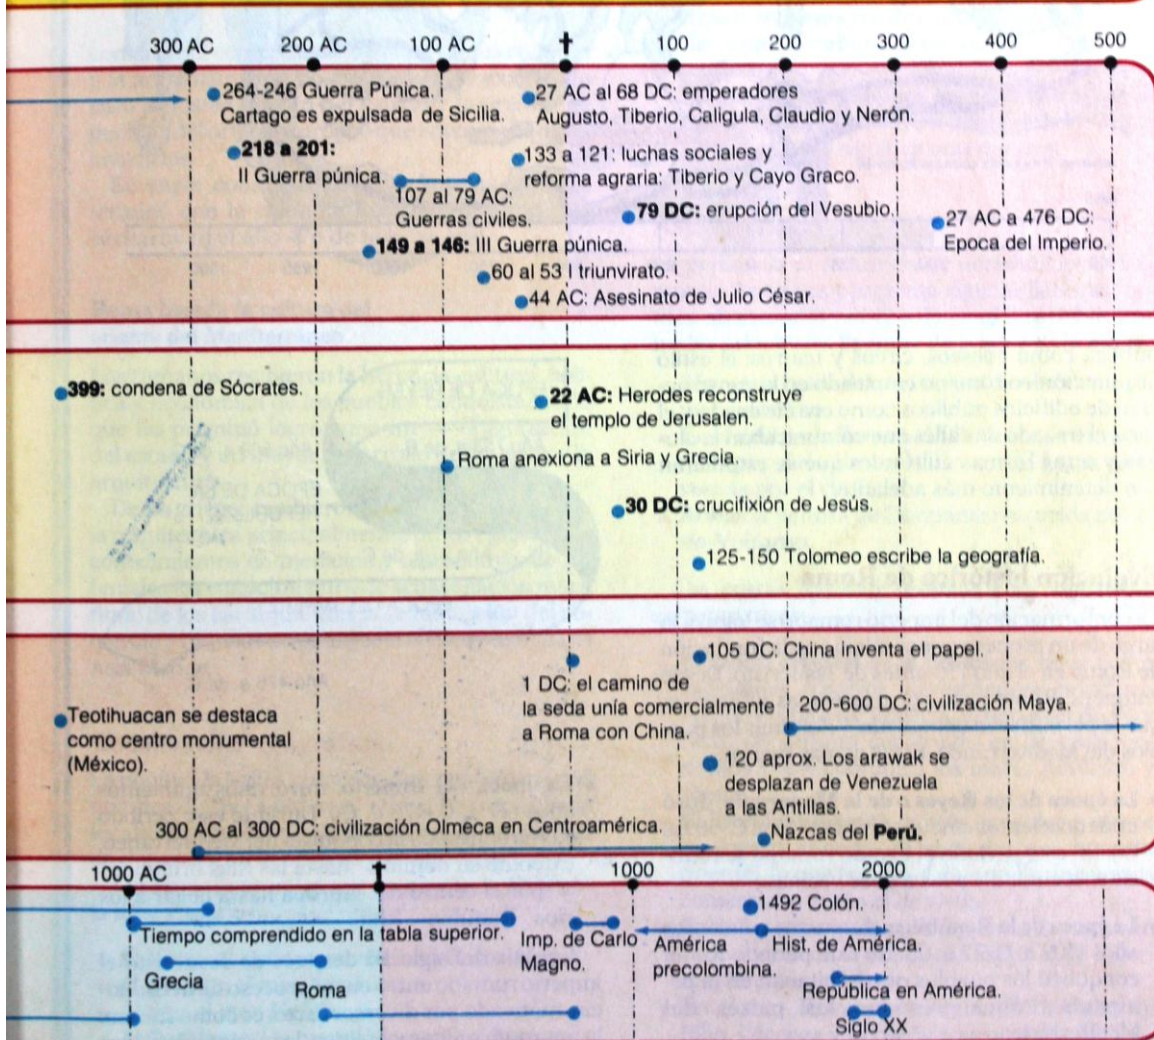 300 AC 200 AC 100 AC ✝ 100 200 300 400 500
264-246 Guerra Púnica.
Cartago es expulsada de Sicilia.
27 AC al 68 DC: emperadores
Augusto, Tiberio, Calígula, Claudio y Nerón.
218 a 201:
II Guerra púnica.
133 a 121: luchas sociales y
reforma agraria: Tiberio y Cayo Graco.
107 al 79 AC:
Guerras civiles.
79 DC: erupción del Vesubio.
27 AC a 476 DC:
Epoca del Imperio.
149 a 146: III Guerra púnica.
60 al 53 I triunvirato.
44 AC: Asesinato de Julio César.
399: condena de Sócrates.
22 AC: Herodes reconstruye
el templo de Jerusalen.
Roma anexiona a Siria y Grecia.
30 DC: crucifixión de Jesús.
125-150 Tolomeo escribe la geografía.
105 DC: China inventa el papel.
1 DC: el camino de
la seda unía comercialmente
a Roma con China.
200-600 DC: civilización Maya.
Teotihuacan se destaca
como centro monumental
(México).
120 aprox. Los arawak se
desplazan de Venezuela
a las Antillas.
300 AC al 300 DC: civilización Olmeca en Centroamérica.
Nazcas del Perú.
1000 AC ✝ 1000 2000
1492 Colón.
Tiempo comprendido en la tabla superior.
Imp. de Carlo
Magno.
América
precolombina.
Hist. de América.
Grecia
Roma
República e América.
Siglo XX